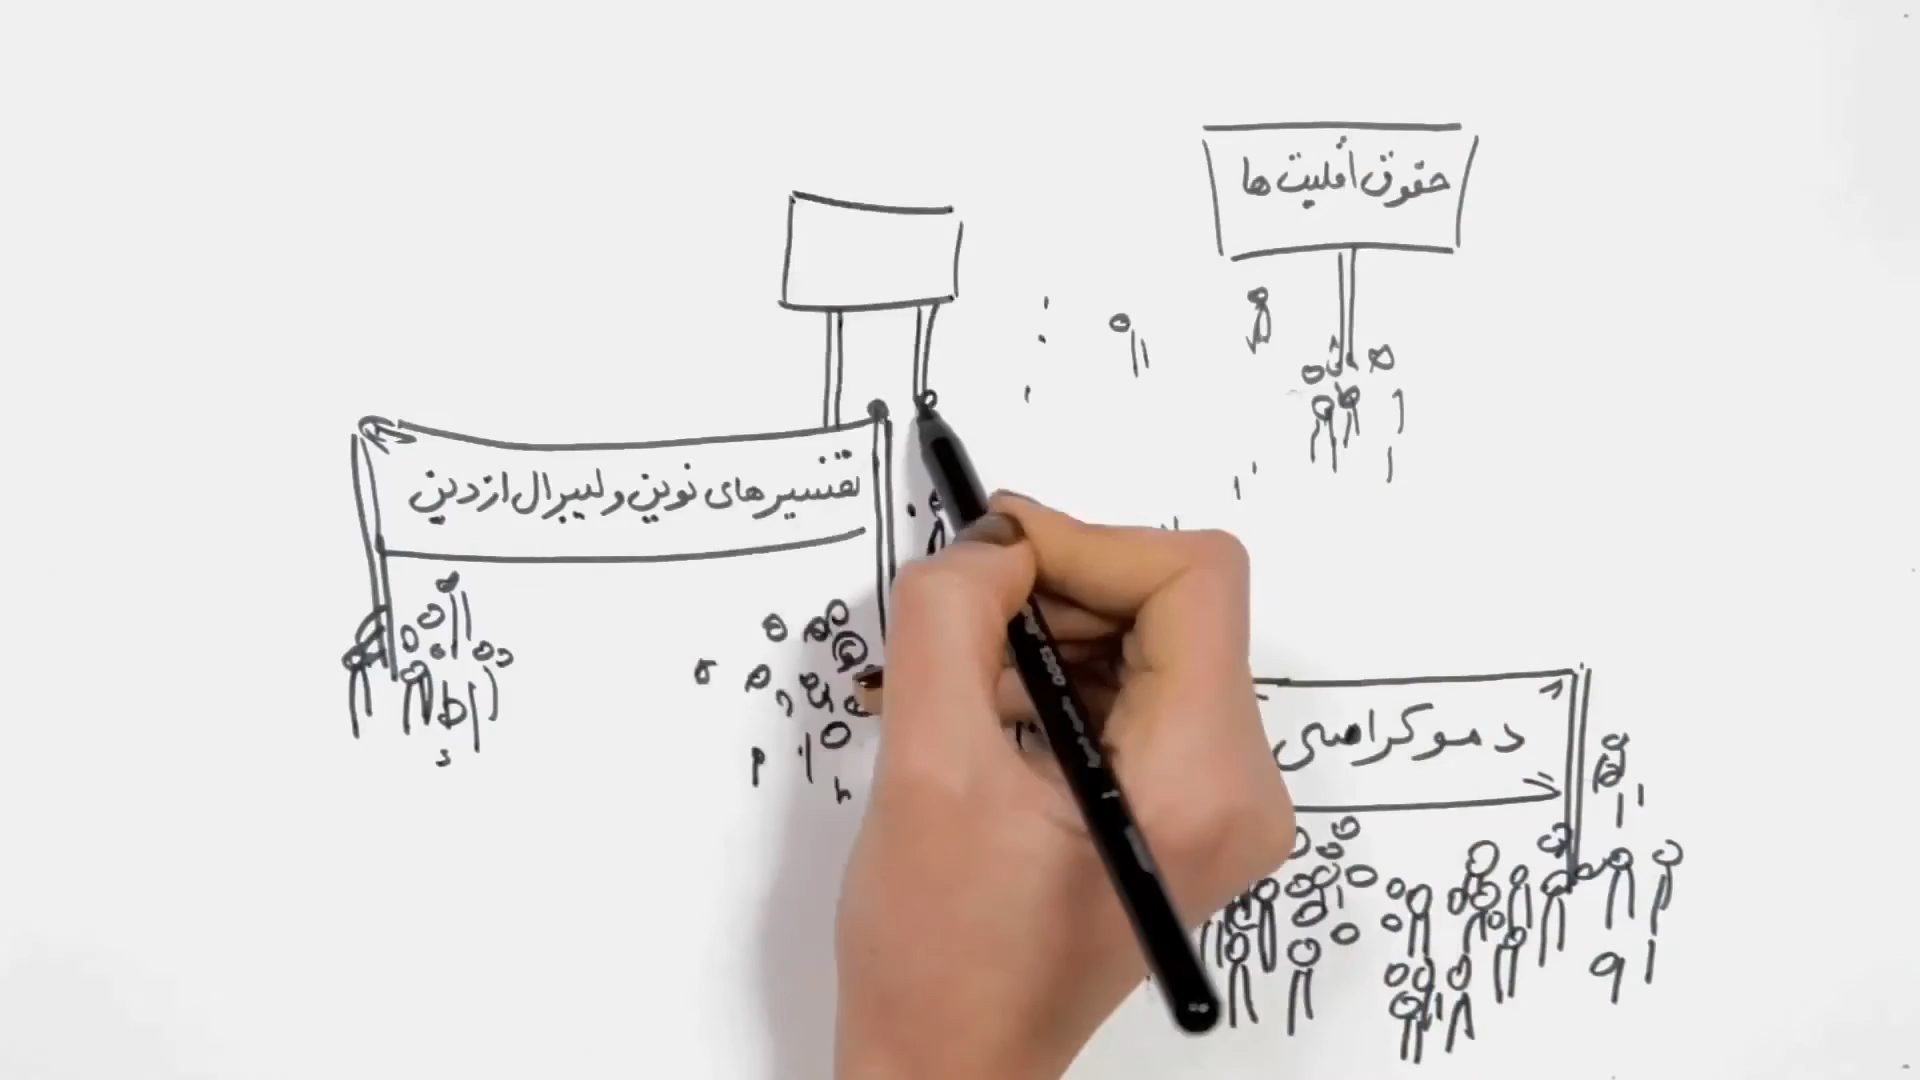 حقوق اقلیت ها
تفسیرهای نوین و لیبرال از دین
دموکراسی